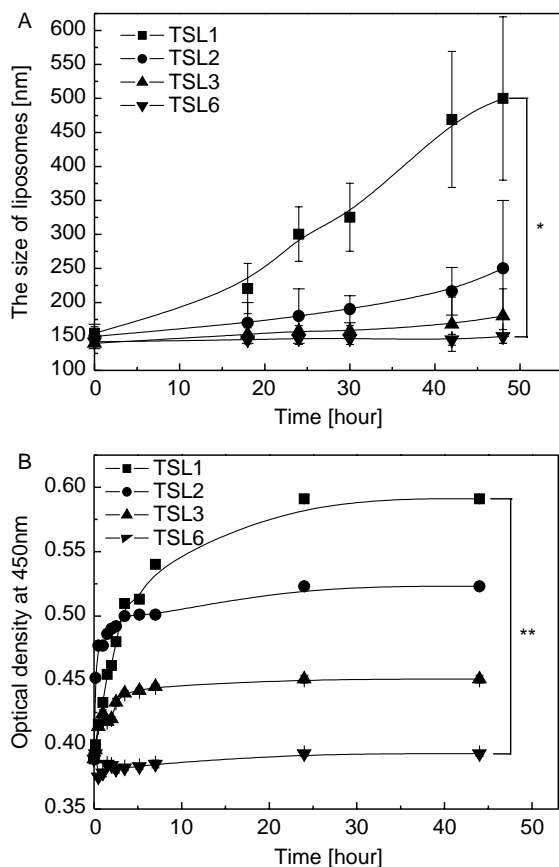 A
The size of liposomes [nm]
600
550
500
450
400
350
300
250
200
150
100
TSL1
TSL2
TSL3
TSL6
*
0 10 20 30 40 50
Time [hour]
B
Optical density at 450nm
0.60
0.55
0.50
0.45
0.40
0.35
TSL1
TSL2
TSL3
TSL6
**
0 10 20 30 40 50
Time [hour]